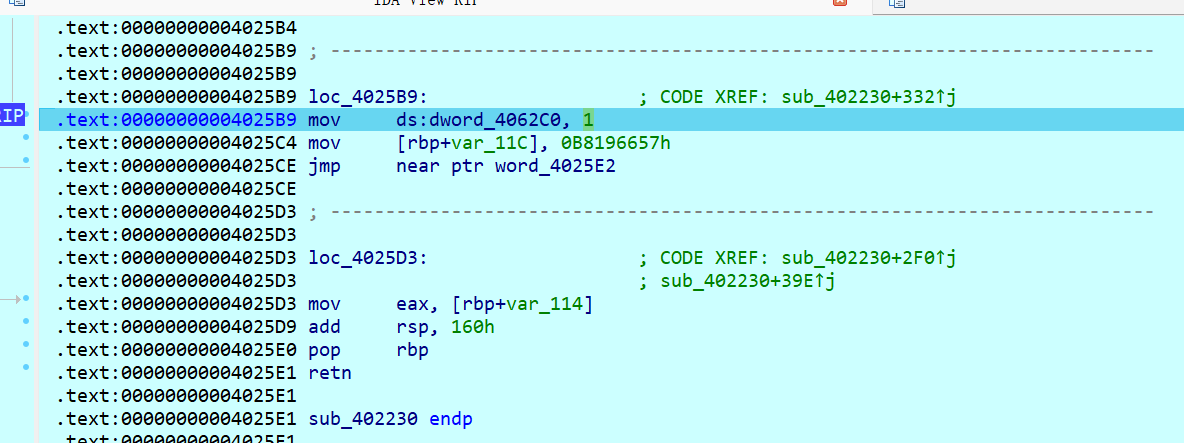 IDA View-RIP
.text:00000000004025B4
.text:00000000004025B9 ; ---------------------------------------------------------------------------
.text:00000000004025B9
.text:00000000004025B9 loc_4025B9: ; CODE XREF: sub_402230+332↑j
RIP .text:00000000004025B9 mov ds:dword_4062C0, 1
.text:00000000004025C4 mov [rbp+var_11C], 0B8196657h
.text:00000000004025CE jmp near ptr word_4025E2
.text:00000000004025CE
.text:00000000004025D3 ; ---------------------------------------------------------------------------
.text:00000000004025D3
.text:00000000004025D3 loc_4025D3: ; CODE XREF: sub_402230+2F0↑j
.text:00000000004025D3 ; sub_402230+39E↑j
.text:00000000004025D3 mov eax, [rbp+var_114]
.text:00000000004025D9 add rsp, 160h
.text:00000000004025E0 pop rbp
.text:00000000004025E1 retn
.text:00000000004025E1
.text:00000000004025E1 sub_402230 endp
.text:00000000004025E1